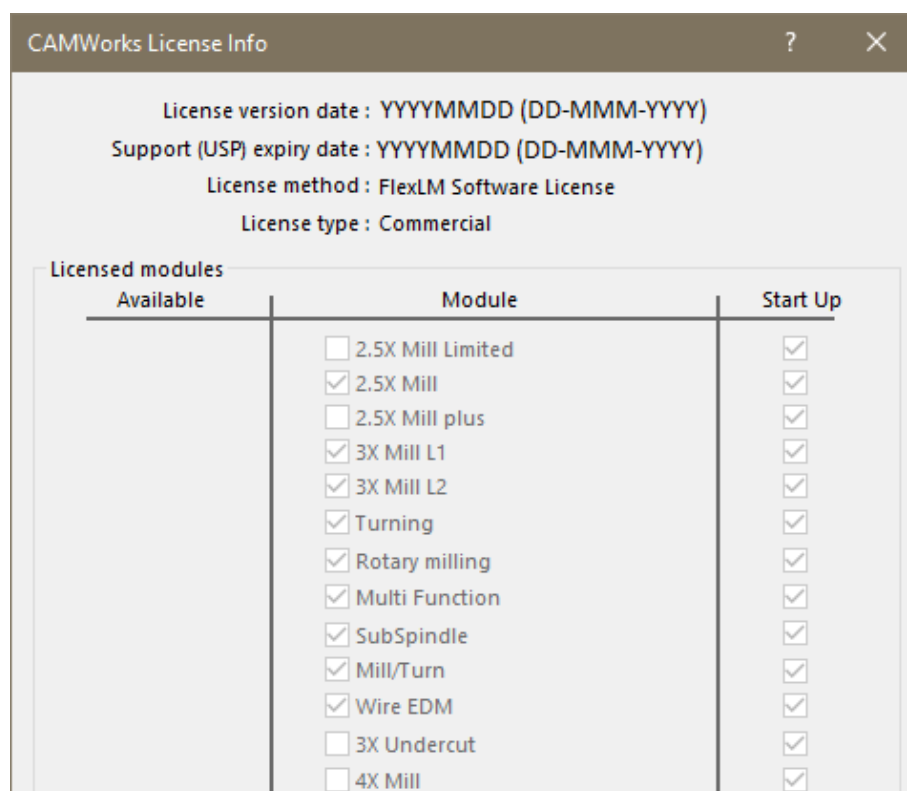 CAMWorks License Info ? ×
License version date : YYYYMMDD (DD-MMM-YYYY)
Support (USP) expiry date : YYYYMMDD (DD-MMM-YYYY)
License method : FlexLM Software License
License type : Commercial
Licensed modules
Available Module Start Up
2.5X Mill Limited
2.5X Mill
2.5X Mill plus
3X Mill L1
3X Mill L2
Turning
Rotary milling
Multi Function
SubSpindle
Mill/Turn
Wire EDM
3X Undercut
4X Mill